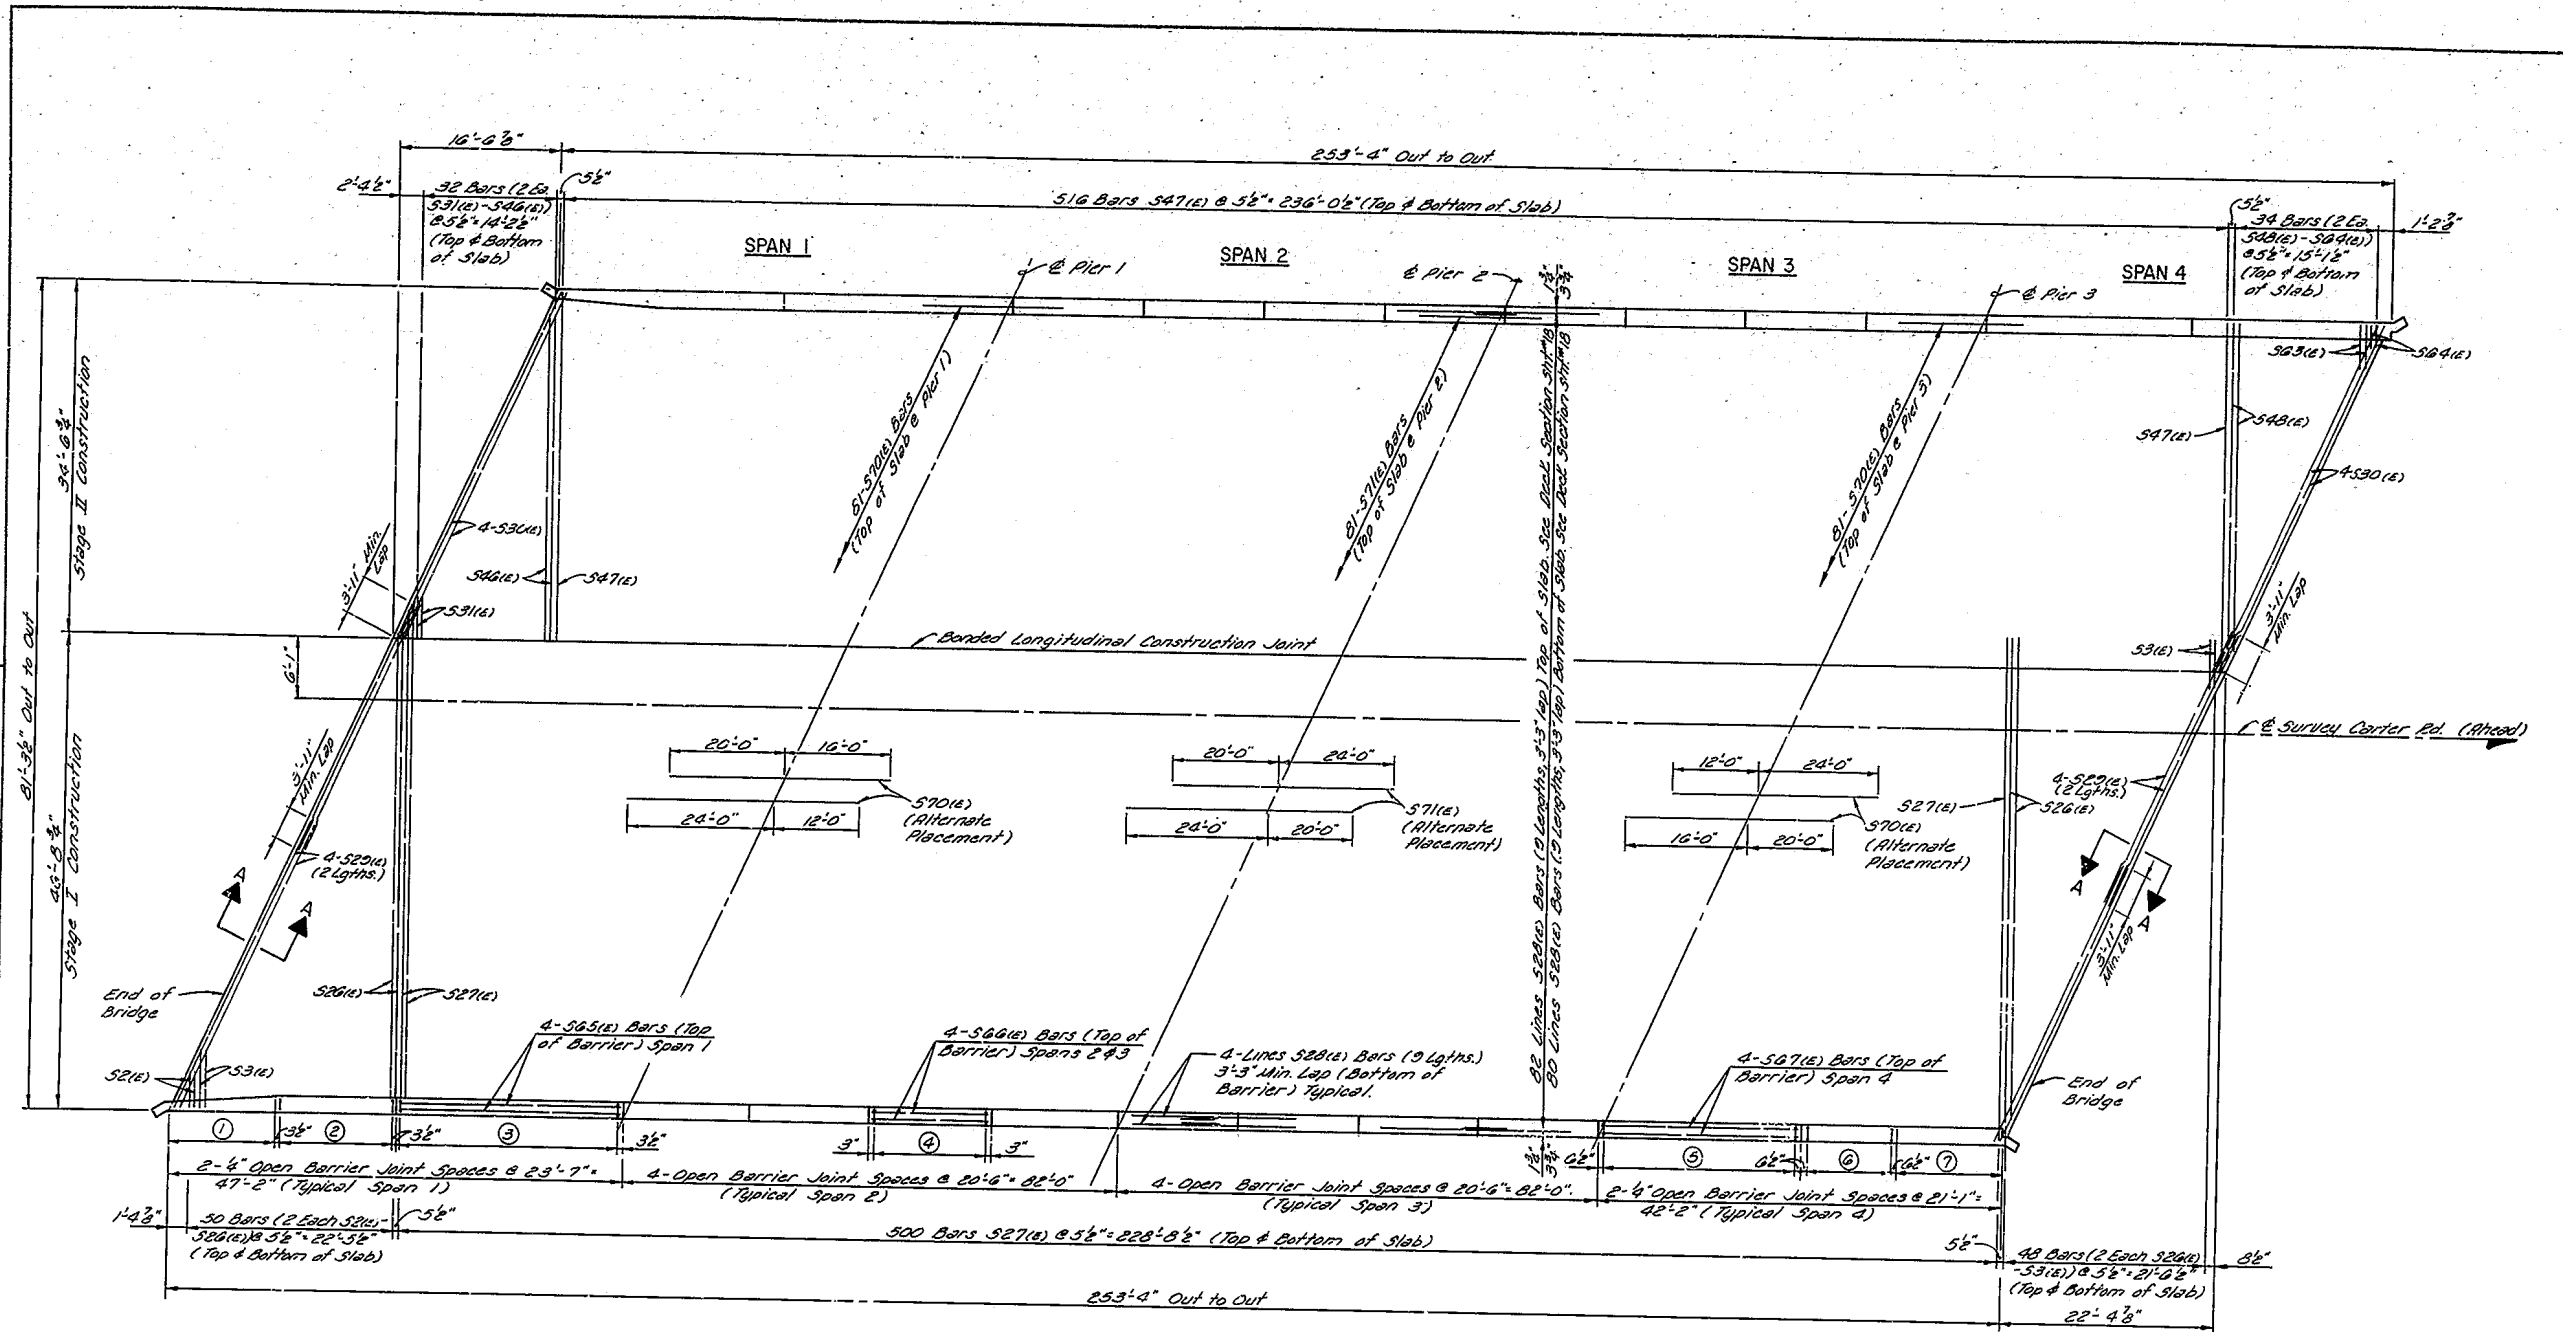 16'-6 7/8"
253'-4" Out to Out
2'-4 1/2"
32 Bars (2 Ea.
S31(E)-S46(E))
@ 5 1/2" = 14'-2 1/2"
(Top & Bottom
of Slab)
5 1/2"
516 Bars S47(E) @ 5 1/2" = 236'-0 1/2" (Top & Bottom of Slab)
5 1/2"
34 Bars (2 Ea.
S48(E)-S64(E))
@ 5 1/2" = 15'-1 1/2"
(Top & Bottom
of Slab)
1'-2 7/8"
SPAN 1
SPAN 2
SPAN 3
SPAN 4
℄ Pier 1
℄ Pier 2
℄ Pier 3
1 3/4"
3 3/4"
S63(E)
S64(E)
81-S70(E) Bars
(Top of Slab @ Pier 1)
81-S71(E) Bars
(Top of Slab @ Pier 2)
81-S70(E) Bars
(Top of Slab @ Pier 3)
S47(E)
S48(E)
4-S30(E)
34'-6 3/4"
Stage II Construction
81'-3 1/2" Out to Out
46'-8 3/4"
Stage I Construction
4-S30(E)
3'-11" Min.
Lap
S46(E)
S47(E)
S31(E)
6'-1"
Bonded Longitudinal Construction Joint
3'-11"
Min. Lap
S3(E)
℄ Survey Carter Rd. (Ahead)
82 Lines S28(E) Bars (9 Lengths, 3'-3" lap) Top of Slab. See Deck Section Sht. #18
80 Lines S28(E) Bars (9 Lengths, 3'-3" lap) Bottom of Slab. See Deck Section Sht. #18
20'-0"
16'-0"
24'-0"
12'-0"
S70(E)
(Alternate
Placement)
20'-0"
24'-0"
24'-0"
20'-0"
S71(E)
(Alternate
Placement)
12'-0"
24'-0"
16'-0"
20'-0"
S70(E)
(Alternate
Placement)
S27(E)
S26(E)
4-S29(E)
(2 Lgths.)
3'-11"
Min. Lap
4-S29(E)
(2 Lgths.)
A
A
A
A
3'-11"
Min. Lap
End of
Bridge
S26(E)
S27(E)
S2(E)
S3(E)
4-S65(E) Bars (Top
of Barrier) Span 1
4-S66(E) Bars (Top of
Barrier) Spans 2 & 3
4-Lines S28(E) Bars (9 Lgths.)
3'-3" Min. Lap (Bottom of
Barrier) Typical.
4-S67(E) Bars (Top of
Barrier) Span 4
End of
Bridge
1
3 1/2"
2
3 1/2"
3
3 1/2"
3"
4
3"
1 3/4"
3 3/4"
6 1/2"
5
6 1/2"
6
6 1/2"
7
2-1/4" Open Barrier Joint Spaces @ 23'-7" =
47'-2" (Typical Span 1)
4-Open Barrier Joint Spaces @ 20'-6" = 82'-0"
(Typical Span 2)
4-Open Barrier Joint Spaces @ 20'-6" = 82'-0".
(Typical Span 3)
2-1/4" Open Barrier Joint Spaces @ 21'-1" =
42'-2" (Typical Span 4)
1'-4 7/8"
50 Bars (2 Each S2(E)-
S26(E)) @ 5 1/2" = 22'-5 1/2"
(Top & Bottom of Slab)
5 1/2"
500 Bars S27(E) @ 5 1/2" = 228'-8 1/2" (Top & Bottom of Slab)
5 1/2"
48 Bars (2 Each S26(E)
-S3(E)) @ 5 1/2" = 21'-6 1/2"
(Top & Bottom of Slab)
8 1/2"
253'-4" Out to Out
22'-4 7/8"